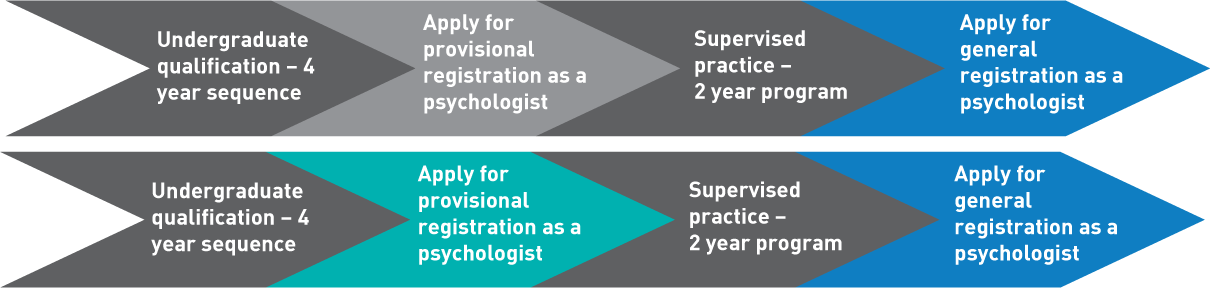 Undergraduate
qualification – 4
year sequence
Apply for
provisional
registration as a
psychologist
Supervised
practice –
2 year program
Apply for
general
registration as a
psychologist
Undergraduate
qualification – 4
year sequence
Apply for
provisional
registration as a
psychologist
Supervised
practice –
2 year program
Apply for
general
registration as a
psychologist